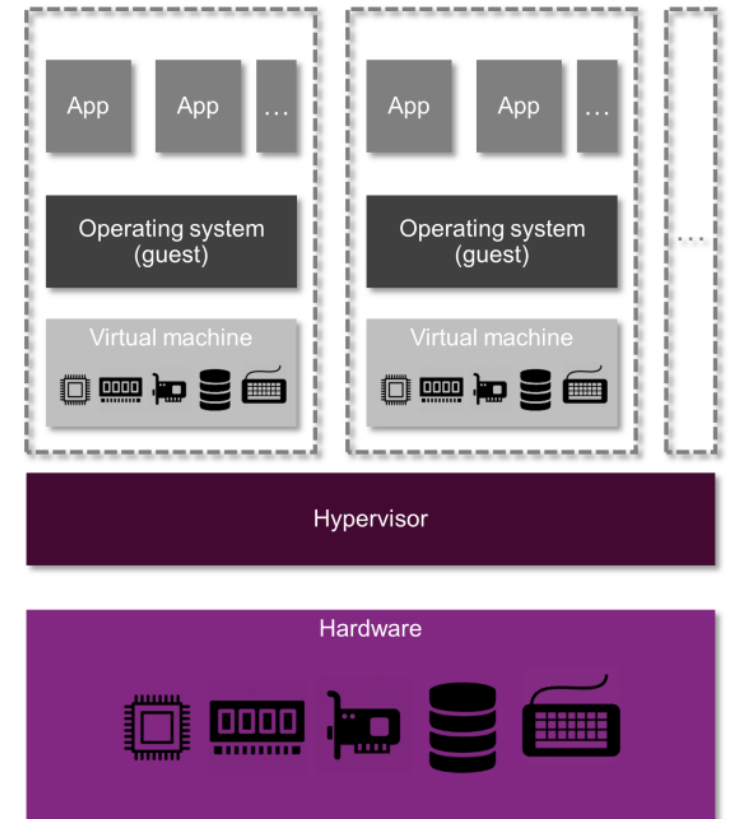 App
App
...
App
App
...
Operating system
(guest)
Operating system
(guest)
...
Virtual machine
Virtual machine
Hypervisor
Hardware